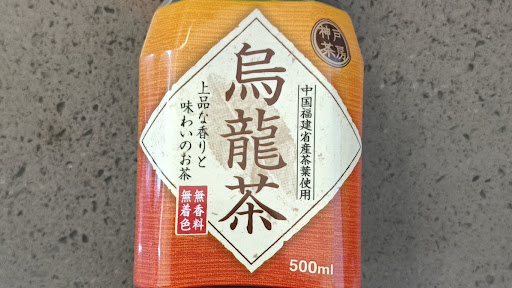 神戸
茶房
烏龍茶
中国福建省産茶葉使用
上品な香りと
味わいのお茶
無香料
無着色
500ml